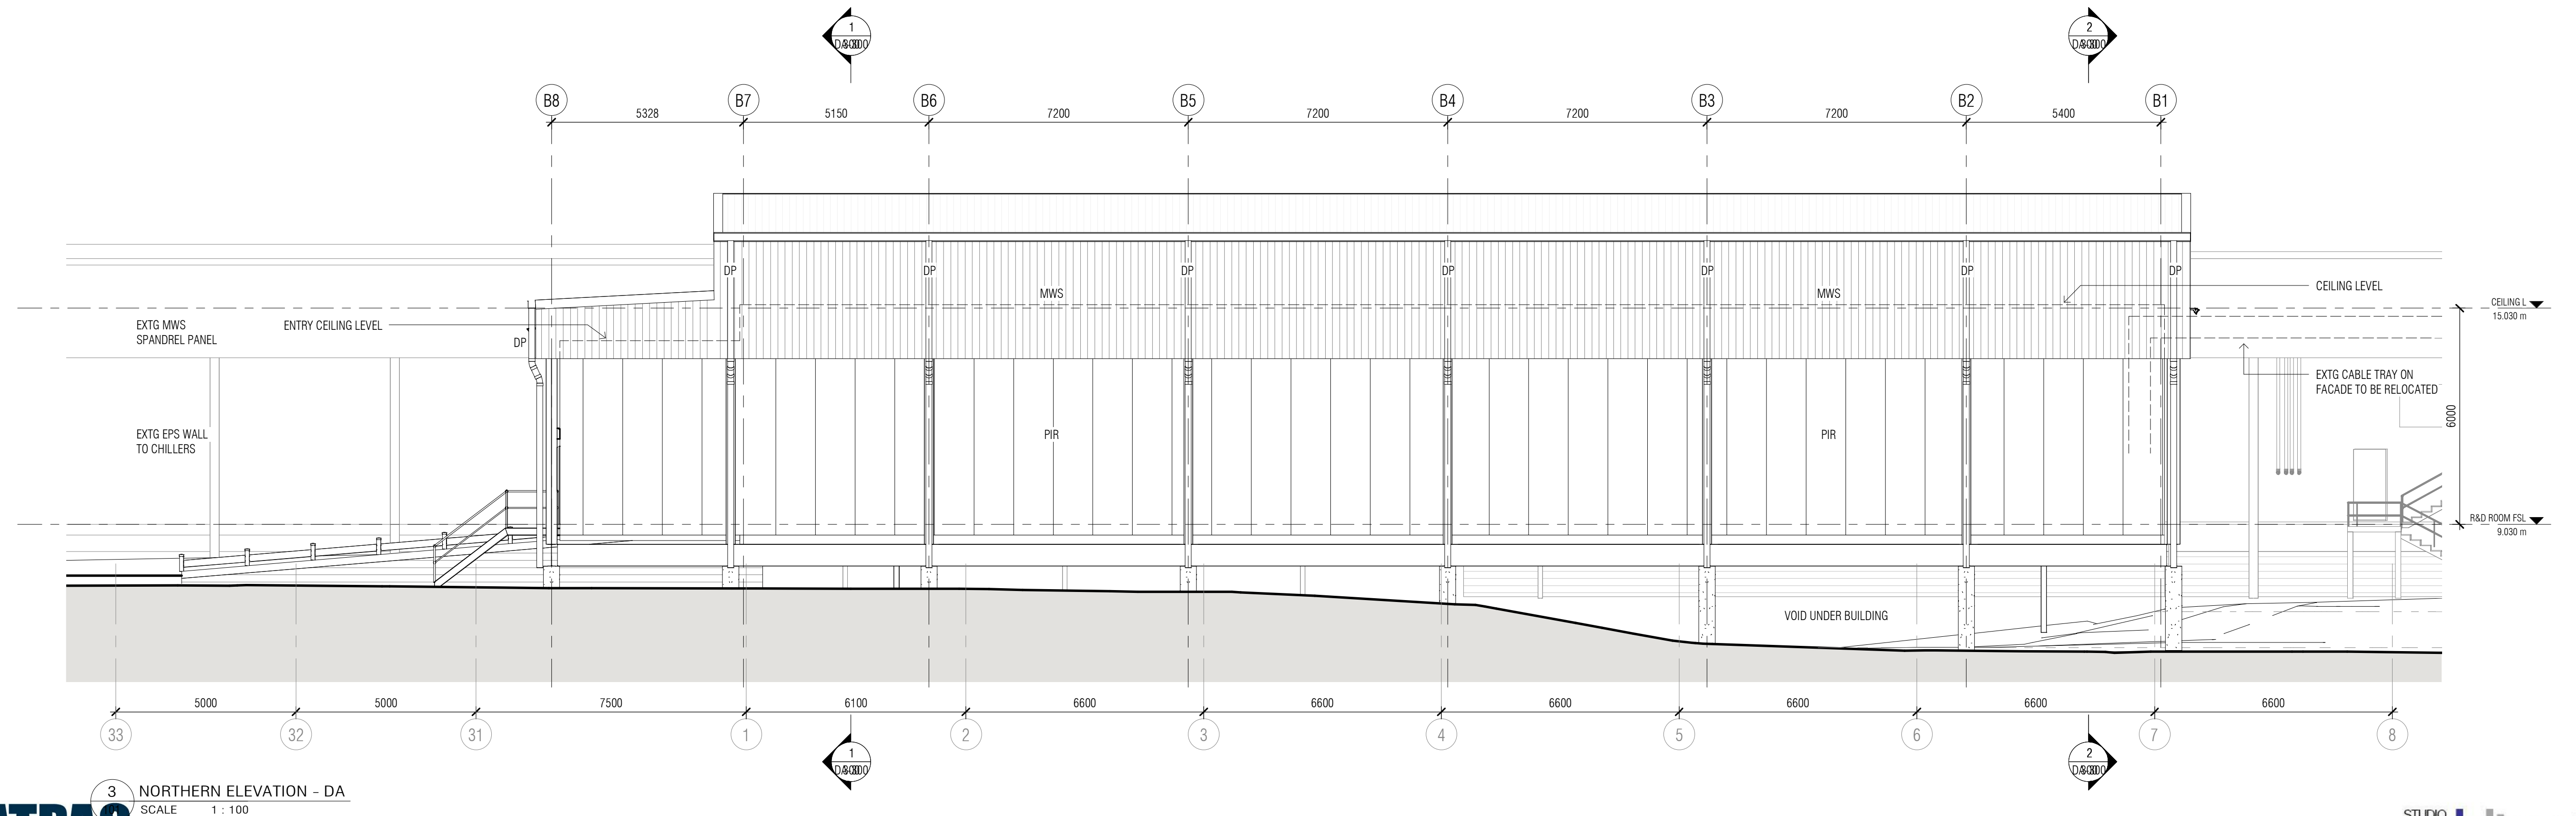 1
2
B8
B7
B6
B5
B4
B3
B2
B1
5328
5150
7200
7200
7200
7200
5400
DP
DP
DP
DP
DP
DP
DP
MWS
MWS
CEILING LEVEL
CEILING L
15.030 m
EXTG MWS
SPANDREL PANEL
ENTRY CEILING LEVEL
DP
EXTG CABLE TRAY ON
FACADE TO BE RELOCATED
6000
EXTG EPS WALL
TO CHILLERS
PIR
PIR
R&D ROOM FSL
9.030 m
VOID UNDER BUILDING
5000
5000
7500
6100
6600
6600
6600
6600
6600
6600
33
32
31
1
2
3
4
5
6
7
8
1
2
3
NORTHERN ELEVATION - DA
SCALE 1 : 100
STUDIO